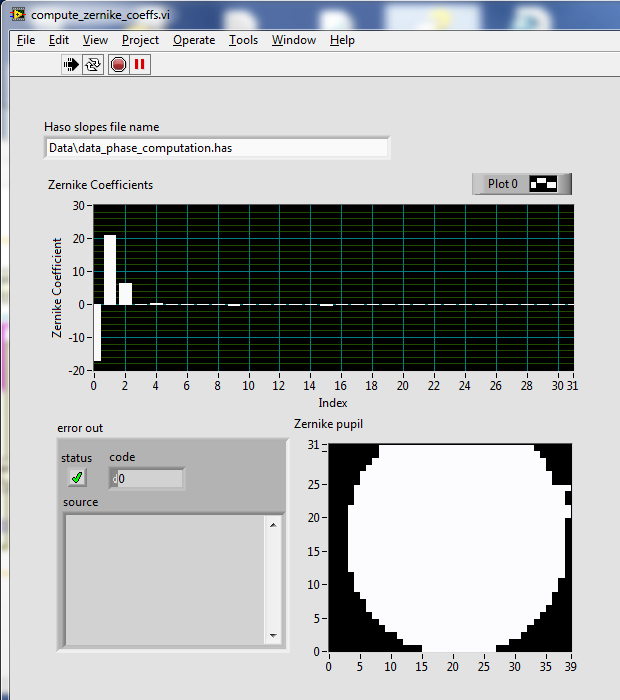 compute_zernike_coeffs.vi
File Edit View Project Operate Tools Window Help
Haso slopes file name
Data\data_phase_computation.has
Zernike Coefficients
Plot 0
Zernike Coefficient
30
20
10
0
-10
-20
0 2 4 6 8 10 12 14 16 18 20 22 24 26 28 30 31
Index
error out
status
code
d0
source
Zernike pupil
31
25
20
15
10
5
0
0 5 10 15 20 25 30 35 39